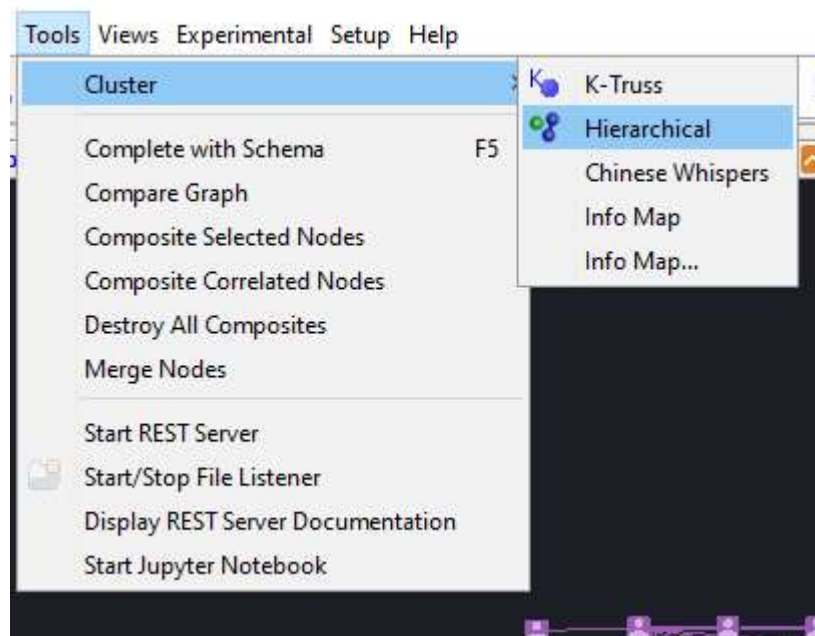 Tools Views Experimental Setup Help
Cluster
K-Truss
Hierarchical
Chinese Whispers
Info Map
Info Map...
Complete with Schema F5
Compare Graph
Composite Selected Nodes
Composite Correlated Nodes
Destroy All Composites
Merge Nodes
Start REST Server
Start/Stop File Listener
Display REST Server Documentation
Start Jupyter Notebook